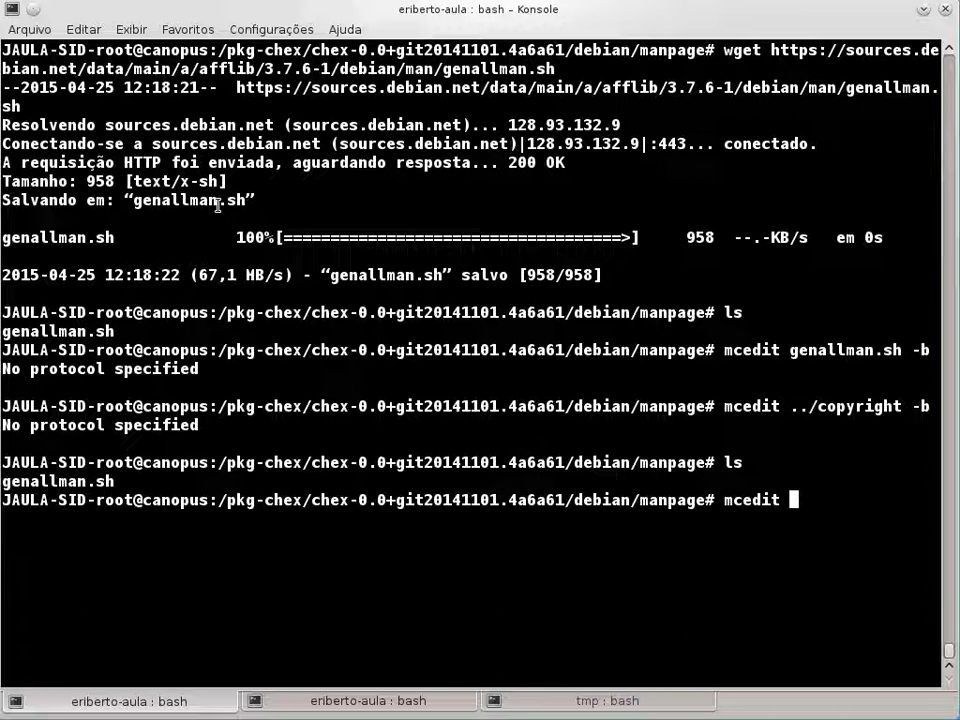 eriberto-aula : bash – Konsole
Arquivo Editar Exibir Favoritos Configurações Ajuda
JAULA-SID-root@canopus:/pkg-chex/chex-0.0+git20141101.4a6a61/debian/manpage# wget https://sources.de
bian.net/data/main/a/afflib/3.7.6-1/debian/man/genallman.sh
--2015-04-25 12:18:21-- https://sources.debian.net/data/main/a/afflib/3.7.6-1/debian/man/genallman.
sh
Resolvendo sources.debian.net (sources.debian.net)... 128.93.132.9
Conectando-se a sources.debian.net (sources.debian.net)|128.93.132.9|:443... conectado.
A requisição HTTP foi enviada, aguardando resposta... 200 OK
Tamanho: 958 [text/x-sh]
Salvando em: “genallman.sh”
genallman.sh 100%[====================================>] 958 --.-KB/s em 0s
2015-04-25 12:18:22 (67,1 HB/s) - “genallman.sh” salvo [958/958]
JAULA-SID-root@canopus:/pkg-chex/chex-0.0+git20141101.4a6a61/debian/manpage# ls
genallman.sh
JAULA-SID-root@canopus:/pkg-chex/chex-0.0+git20141101.4a6a61/debian/manpage# mcedit genallman.sh -b
No protocol specified
JAULA-SID-root@canopus:/pkg-chex/chex-0.0+git20141101.4a6a61/debian/manpage# mcedit ../copyright -b
No protocol specified
JAULA-SID-root@canopus:/pkg-chex/chex-0.0+git20141101.4a6a61/debian/manpage# ls
genallman.sh
JAULA-SID-root@canopus:/pkg-chex/chex-0.0+git20141101.4a6a61/debian/manpage# mcedit
eriberto-aula : bash eriberto-aula : bash tmp : bash